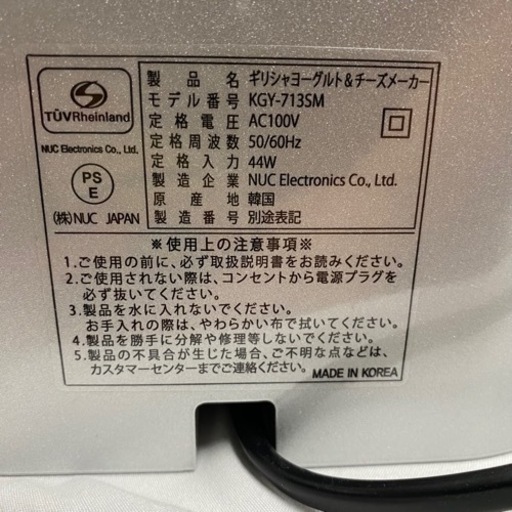 TÜVRheinland
NUC Electronics Co., Ltd.
PS
E
(株)NUC JAPAN
製品名 ギリシャヨーグルト&チーズメーカー
モデル番号 KGY-713SM
定格電圧 AC100V
定格周波数 50/60Hz
定格入力 44W
製造企業 NUC Electronics Co., Ltd.
原産地 韓国
製造番号 別途表記
※使用上の注意事項※
1.ご使用の前に、必ず取扱説明書をお読みください。
2.ご使用されない際は、コンセントから電源プラグを
必ず抜いてください。
3.製品を水に入れないでください。
お手入れの際は、やわらかい布で拭いてください。
4.製品を勝手に分解や修理等しないでください。
5.製品の不具合が生じた場合、ご不明な点などは、
カスタマーセンターまでご連絡ください。
MADE IN KOREA